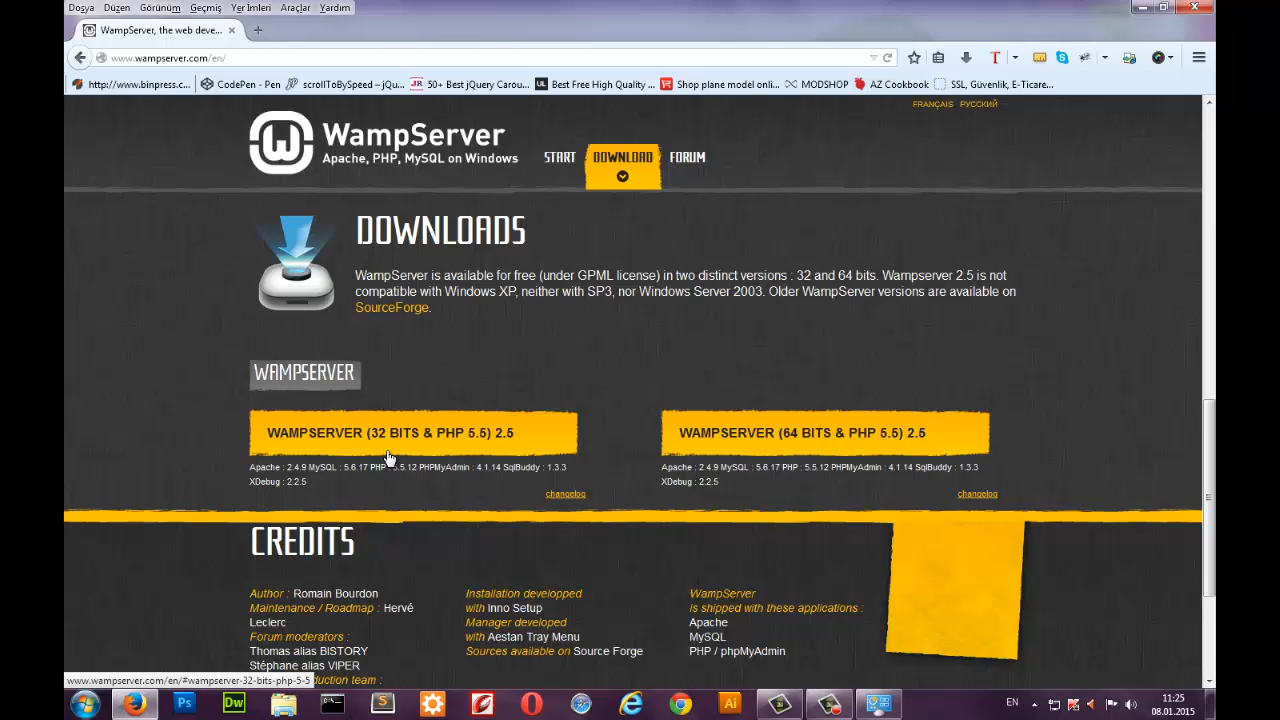 Dosya Düzen Görünüm Geçmiş Yer İmleri Araçlar Yardım
WampServer, the web deve...
www.wampserver.com/en/
http://www.binpress.c... CodePen - Pen scrollToBySpeed – jQu... JR 50+ Best jQuery Carou... UL Best Free High Quality ... Shop plane model onl... MODSHOP AZ Cookbook SSL, Güvenlik, E-Ticare...
FRANÇAIS РУССКИЙ
WampServer
Apache, PHP, MySQL on Windows
START DOWNLOAD FORUM
DOWNLOADS
WampServer is available for free (under GPML license) in two distinct versions : 32 and 64 bits. Wampserver 2.5 is not
compatible with Windows XP, neither with SP3, nor Windows Server 2003. Older WampServer versions are available on
SourceForge.
WAMPSERVER
WAMPSERVER (32 BITS & PHP 5.5) 2.5
Apache : 2.4.9 MySQL : 5.6.17 PHP : 5.5.12 PHPMyAdmin : 4.1.14 SqlBuddy : 1.3.3
XDebug : 2.2.5
changelog
WAMPSERVER (64 BITS & PHP 5.5) 2.5
Apache : 2.4.9 MySQL : 5.6.17 PHP : 5.5.12 PHPMyAdmin : 4.1.14 SqlBuddy : 1.3.3
XDebug : 2.2.5
changelog
CREDITS
Author : Romain Bourdon
Maintenance / Roadmap : Hervé
Leclerc
Forum moderators :
Thomas alias BISTORY
Stéphane alias VIPER
Installation developped
with Inno Setup
Manager developed
with Aestan Tray Menu
Sources available on Source Forge
WampServer
is shipped with these applications :
Apache
MySQL
PHP / phpMyAdmin
www.wampserver.com/en/#wampserver-32-bits-php-5-5
duction team :
Ps Dw S Ai
EN
11:25
08.01.2015